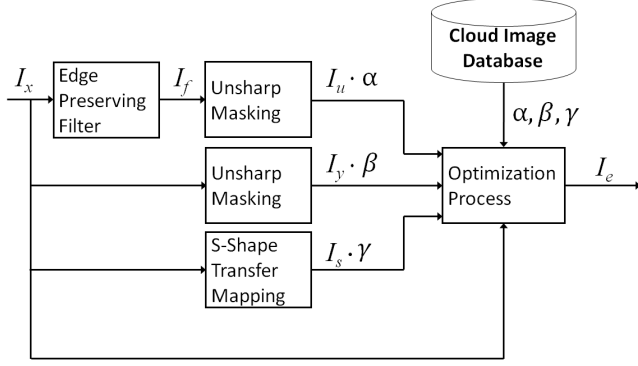 Cloud Image
Database
I_x
Edge
Preserving
Filter
I_f
Unsharp
Masking
I_u · α
α, β, γ
Unsharp
Masking
I_y · β
Optimization
Process
I_e
S-Shape
Transfer
Mapping
I_s · γ